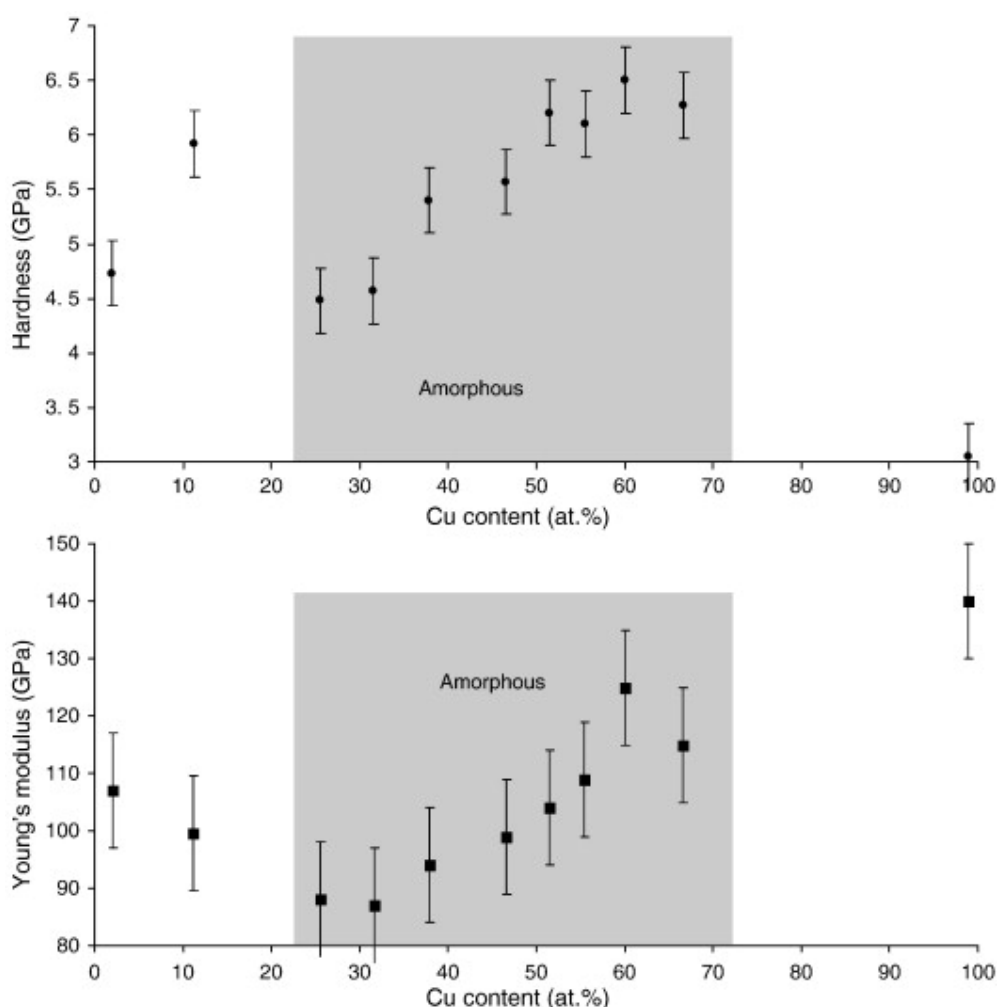 7
6. 5
6
5. 5
5
4. 5
4
3. 5
3
Hardness (GPa)
Amorphous
0 10 20 30 40 50 60 70 80 90 100
Cu content (at.%)
150
140
130
120
110
100
90
80
Young's modulus (GPa)
Amorphous
0 10 20 30 40 50 60 70 80 90 100
Cu content (at.%)